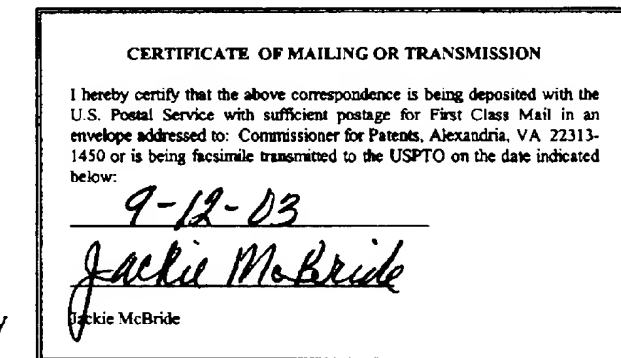 CERTIFICATE OF MAILING OR TRANSMISSION
I hereby certify that the above correspondence is being deposited with the
U.S. Postal Service with sufficient postage for First Class Mail in an
envelope addressed to: Commissioner for Patents, Alexandria, VA 22313-
1450 or is being facsimile transmitted to the USPTO on the date indicated
below:
9-12-03
Jackie McBride
Jackie McBride
y